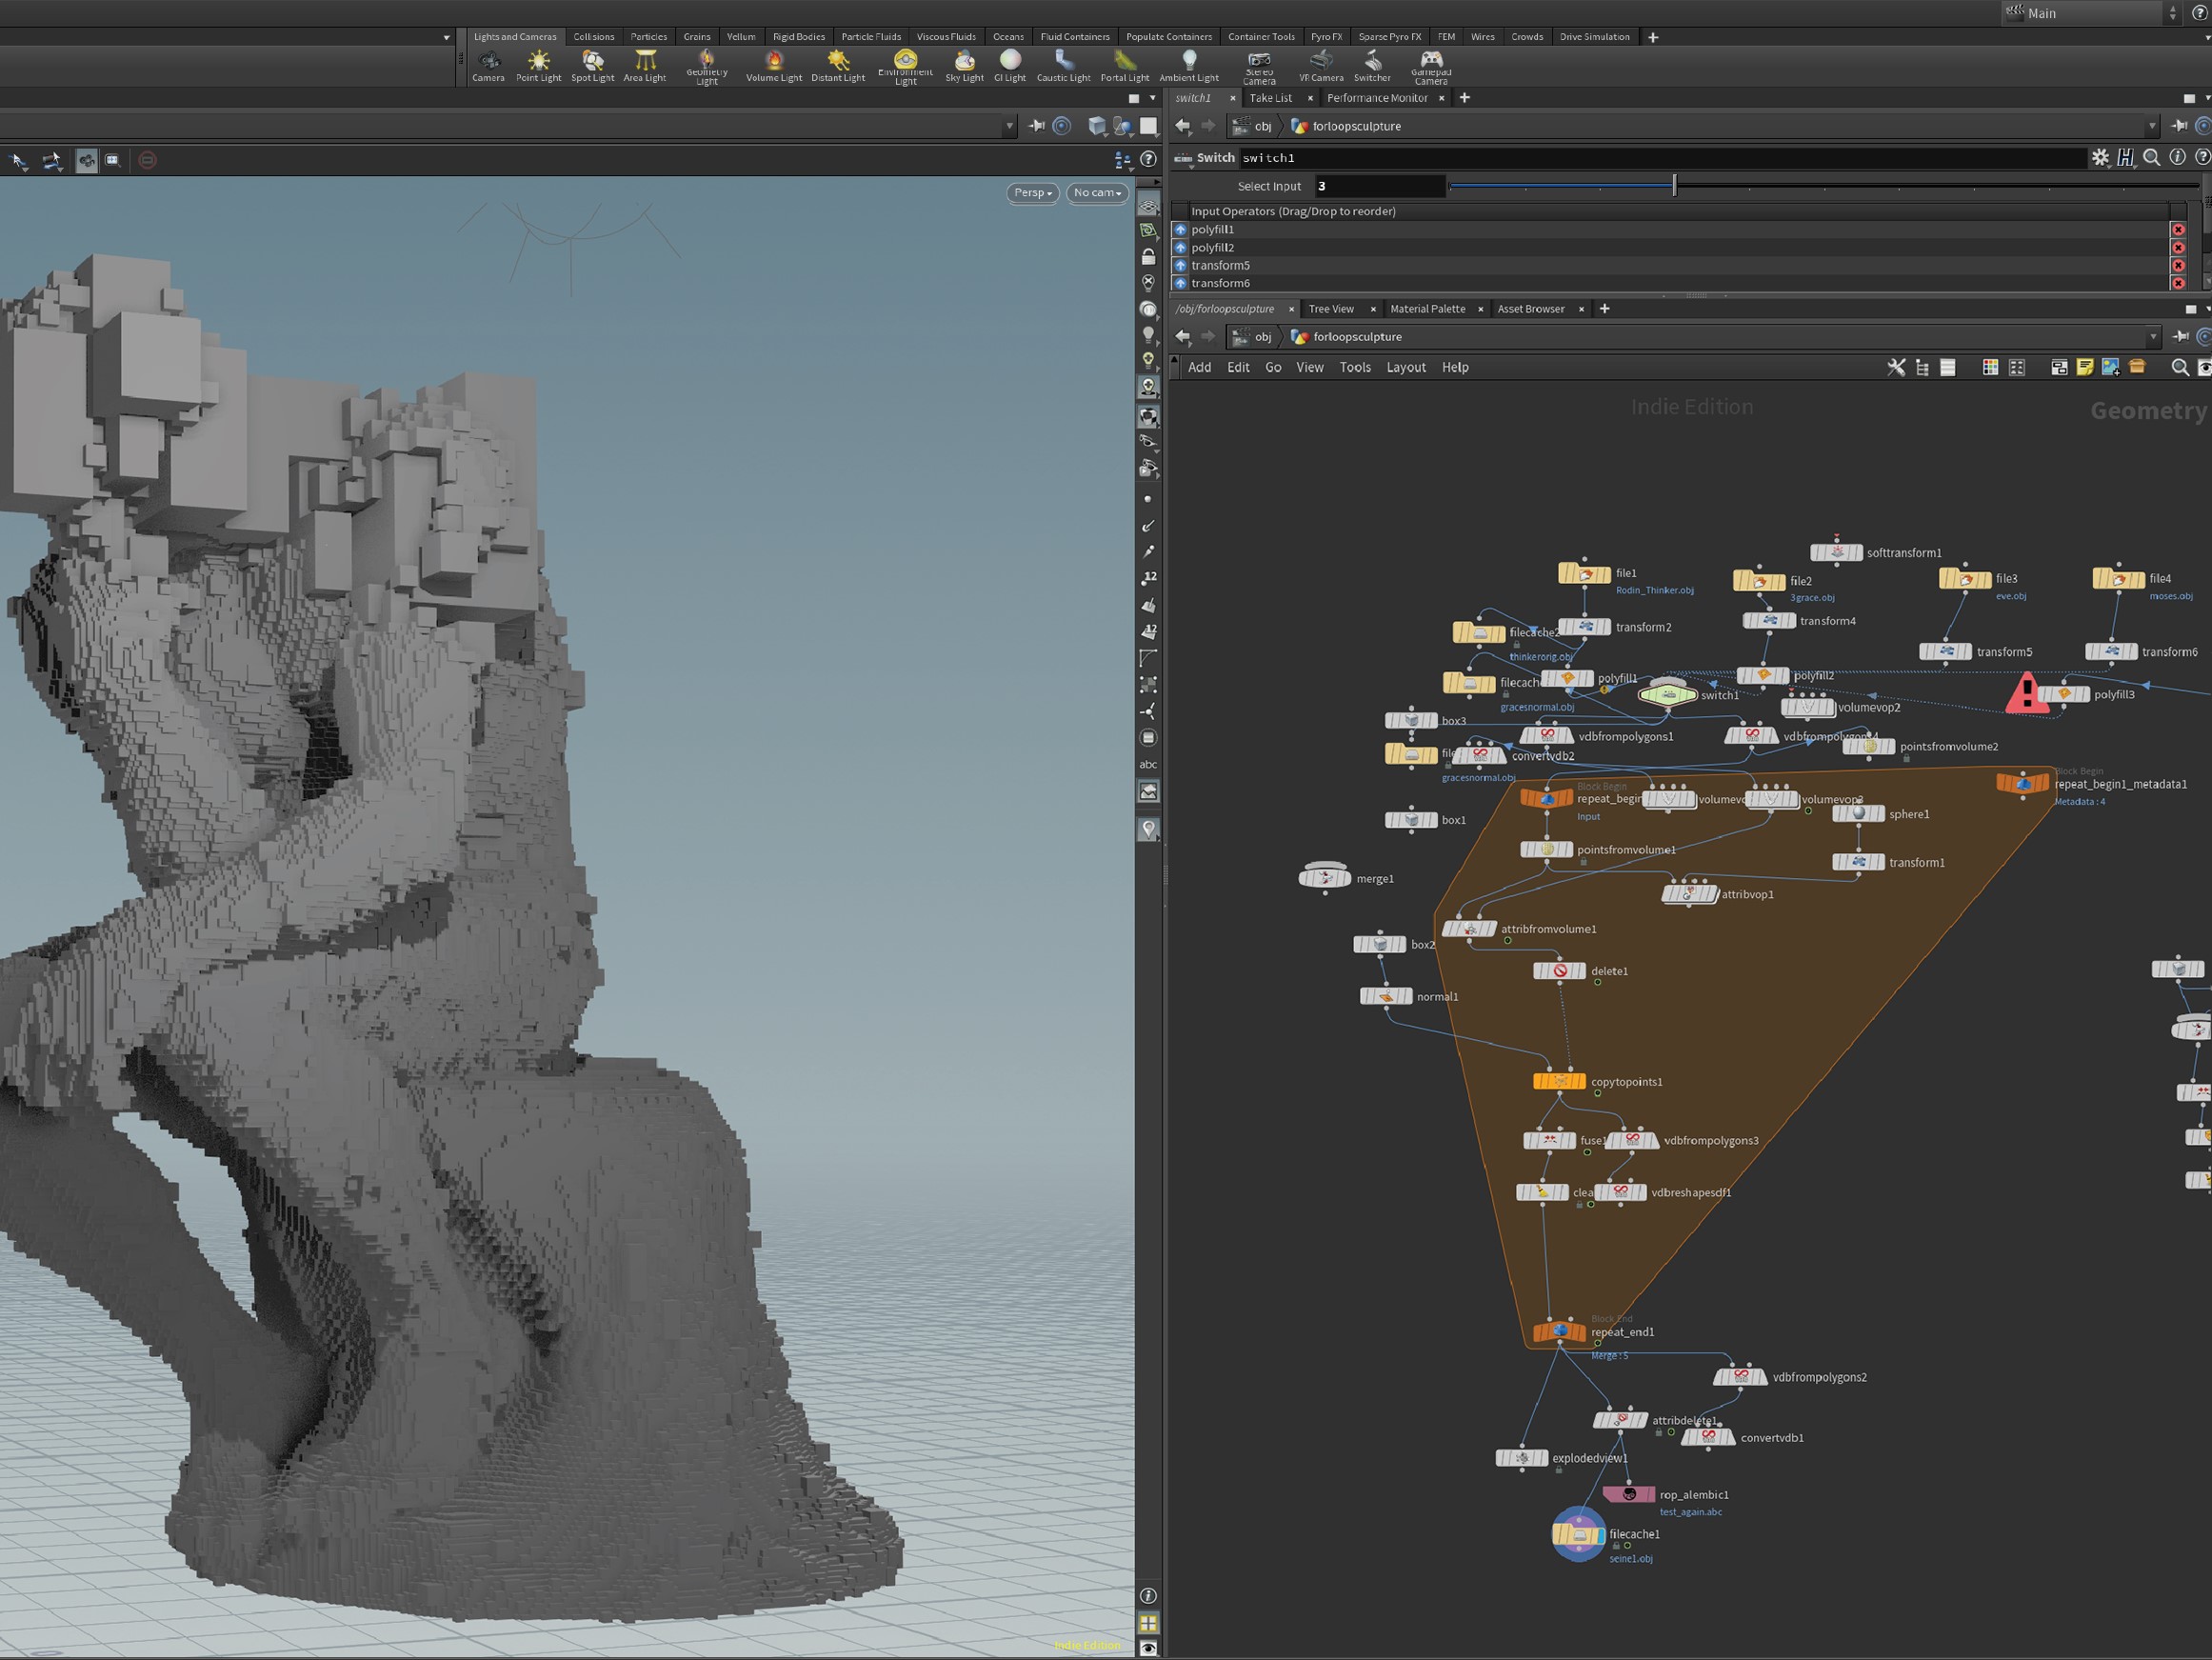 Main
Lights and Cameras Collisions Particles Grains Vellum Rigid Bodies Particle Fluids Viscous Fluids Oceans Fluid Containers Populate Containers Container Tools Pyro FX Sparse Pyro FX FEM Wires Crowds Drive Simulation
Camera Point Light Spot Light Area Light Geometry Light Volume Light Distant Light Environment Light Sky Light GI Light Caustic Light Portal Light Ambient Light Stereo Camera VR Camera Switcher Gamepad Camera
switch1 Take List Performance Monitor
obj forloopsculpture
Switch switch1
Persp No cam
Select Input 3
Input Operators (Drag/Drop to reorder)
polyfill1
polyfill2
transform5
transform6
/obj/forloopsculpture Tree View Material Palette Asset Browser
obj forloopsculpture
Add Edit Go View Tools Layout Help
Indie Edition
Geometry
softtransform1
file1
Rodin_Thinker.obj
file2
3grace.obj
file3
eve.obj
file4
moses.obj
filecache2
thinkerorig.obj
transform2
transform4
transform5
transform6
filecach
gracesnormal.obj
polyfill1
switch1
polyfill2
volumevop2
polyfill3
box3
vdbfrompolygons1
vdbfrompolygons4
pointsfromvolume2
file
gracesnormal.obj
convertvdb2
Block Begin
repeat_begin
Input
volumevo
volumevop3
Block Begin
repeat_begin1_metadata1
Metadata : 4
sphere1
box1
pointsfromvolume1
transform1
merge1
attribvop1
attribfromvolume1
box2
delete1
normal1
copytopoints1
fuse1
vdbfrompolygons3
clea
vdbreshapesdf1
Block End
repeat_end1
Merge : 5
vdbfrompolygons2
attribdelete1
convertvdb1
explodedview1
rop_alembic1
test_again.abc
filecache1
seine1.obj
12
12
abc
Indie Edition